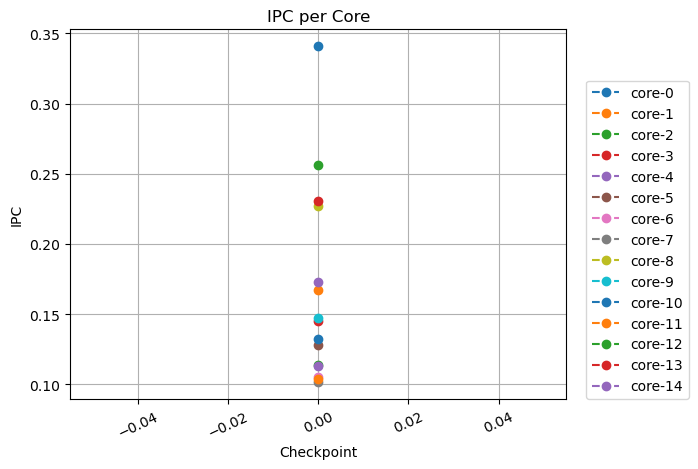 IPC per Core
0.35
0.30
0.25
0.20
0.15
0.10
IPC
−0.04
−0.02
0.00
0.02
0.04
Checkpoint
core-0
core-1
core-2
core-3
core-4
core-5
core-6
core-7
core-8
core-9
core-10
core-11
core-12
core-13
core-14